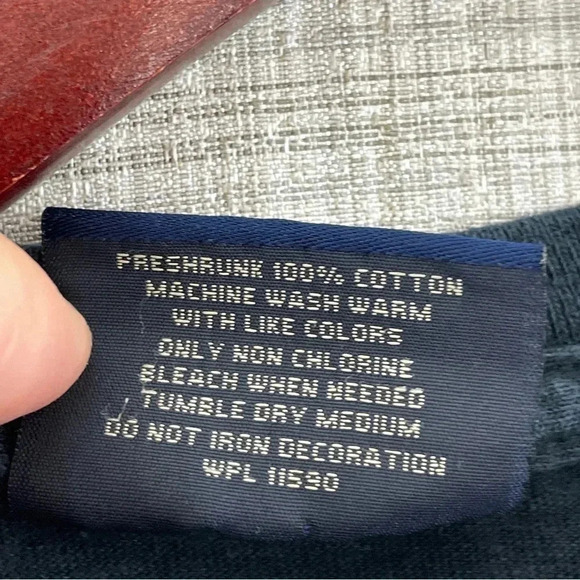 PRESHRUNK 100% COTTON
MACHINE WASH WARM
WITH LIKE COLORS
ONLY NON CHLORINE
BLEACH WHEN NEEDED
TUMBLE DRY MEDIUM
DO NOT IRON DECORATION
WPL 11590